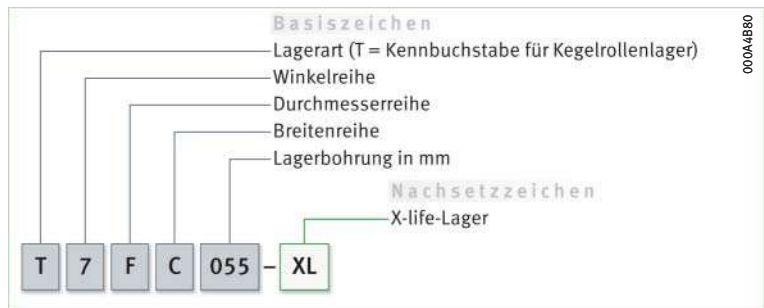 Basiszeichen
Lagerart (T = Kennbuchstabe für Kegelrollenlager)
Winkelreihe
Durchmesserreihe
Breitenreihe
Lagerbohrung in mm
Nachsetzzeichen
X-life-Lager
T 7 F C 055 – XL
000A4B80